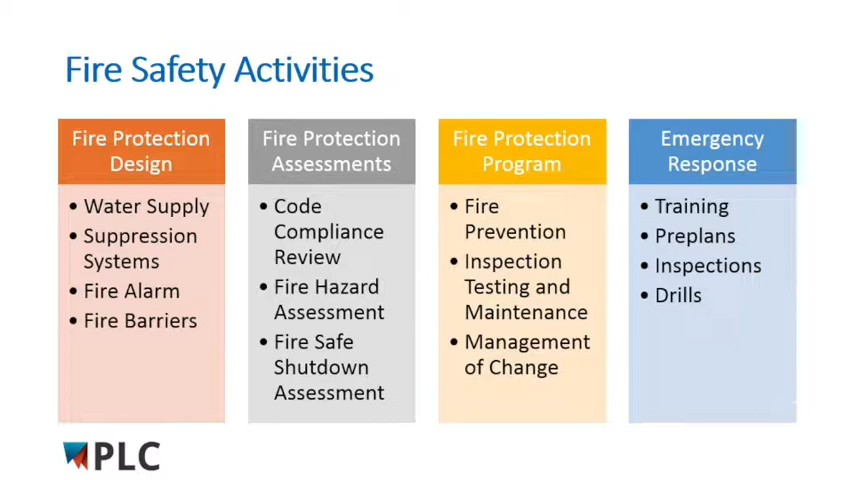 Fire Safety Activities
Fire Protection
Design
• Water Supply
• Suppression
Systems
• Fire Alarm
• Fire Barriers
Fire Protection
Assessments
• Code
Compliance
Review
• Fire Hazard
Assessment
• Fire Safe
Shutdown
Assessment
Fire Protection
Program
• Fire
Prevention
• Inspection
Testing and
Maintenance
• Management
of Change
Emergency
Response
• Training
• Preplans
• Inspections
• Drills
PLC